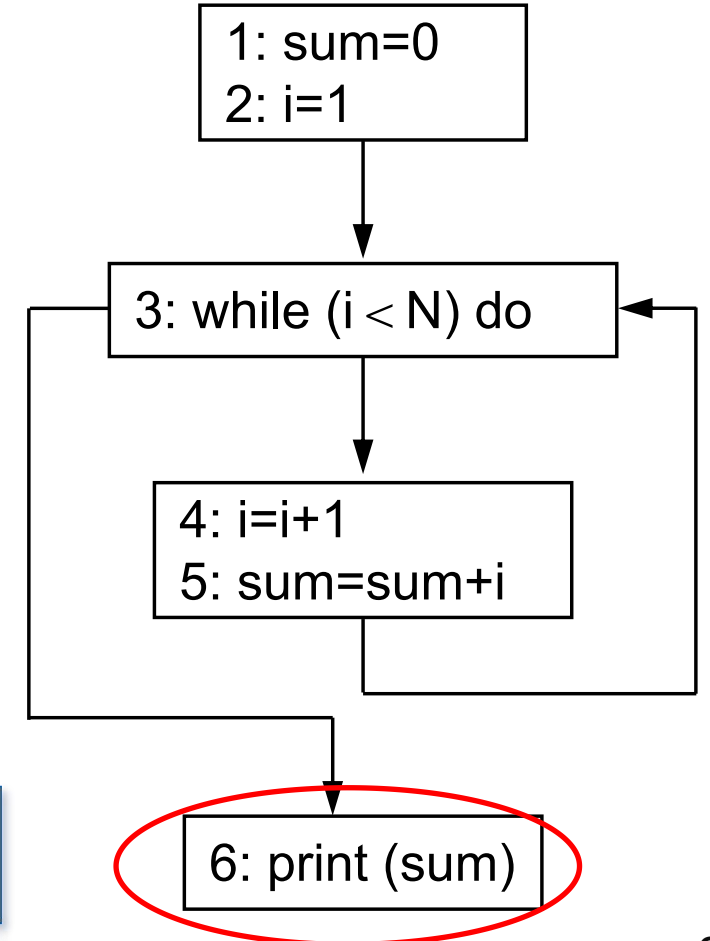 1: sum=0
2: i=1
3: while (i < N) do
4: i=i+1
5: sum=sum+i
6: print (sum)